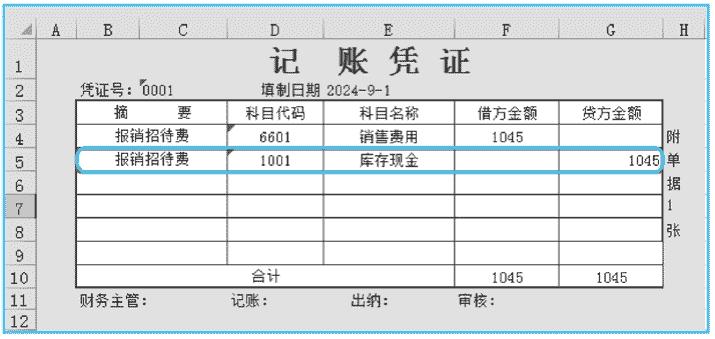 A B C D E F G H
1 记 账 凭 证
2 凭证号：0001 填制日期 2024-9-1
3 摘 要 科目代码 科目名称 借方金额 贷方金额
4 报销招待费 6601 销售费用 1045 附
5 报销招待费 1001 库存现金 1045 单
6 据
7 1
8 张
9
10 合计 1045 1045
11 财务主管： 记账： 出纳： 审核：
12